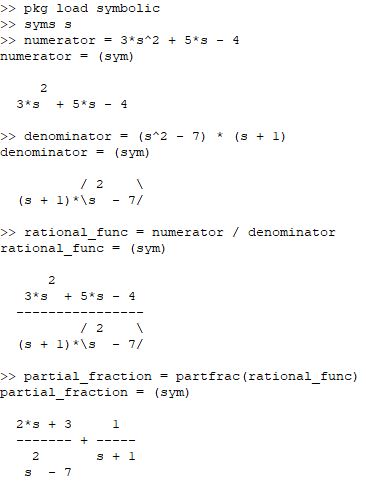 >> pkg load symbolic
>> syms s
>> numerator = 3*s^2 + 5*s - 4
numerator = (sym)
     2
  3*s  + 5*s - 4
>> denominator = (s^2 - 7) * (s + 1)
denominator = (sym)
          / 2    \
  (s + 1)*\s  - 7/
>> rational_func = numerator / denominator
rational_func = (sym)
      2
   3*s  + 5*s - 4
  ----------------
          / 2    \
  (s + 1)*\s  - 7/
>> partial_fraction = partfrac(rational_func)
partial_fraction = (sym)
  2*s + 3     1
  ------- + -----
    2       s + 1
   s  - 7